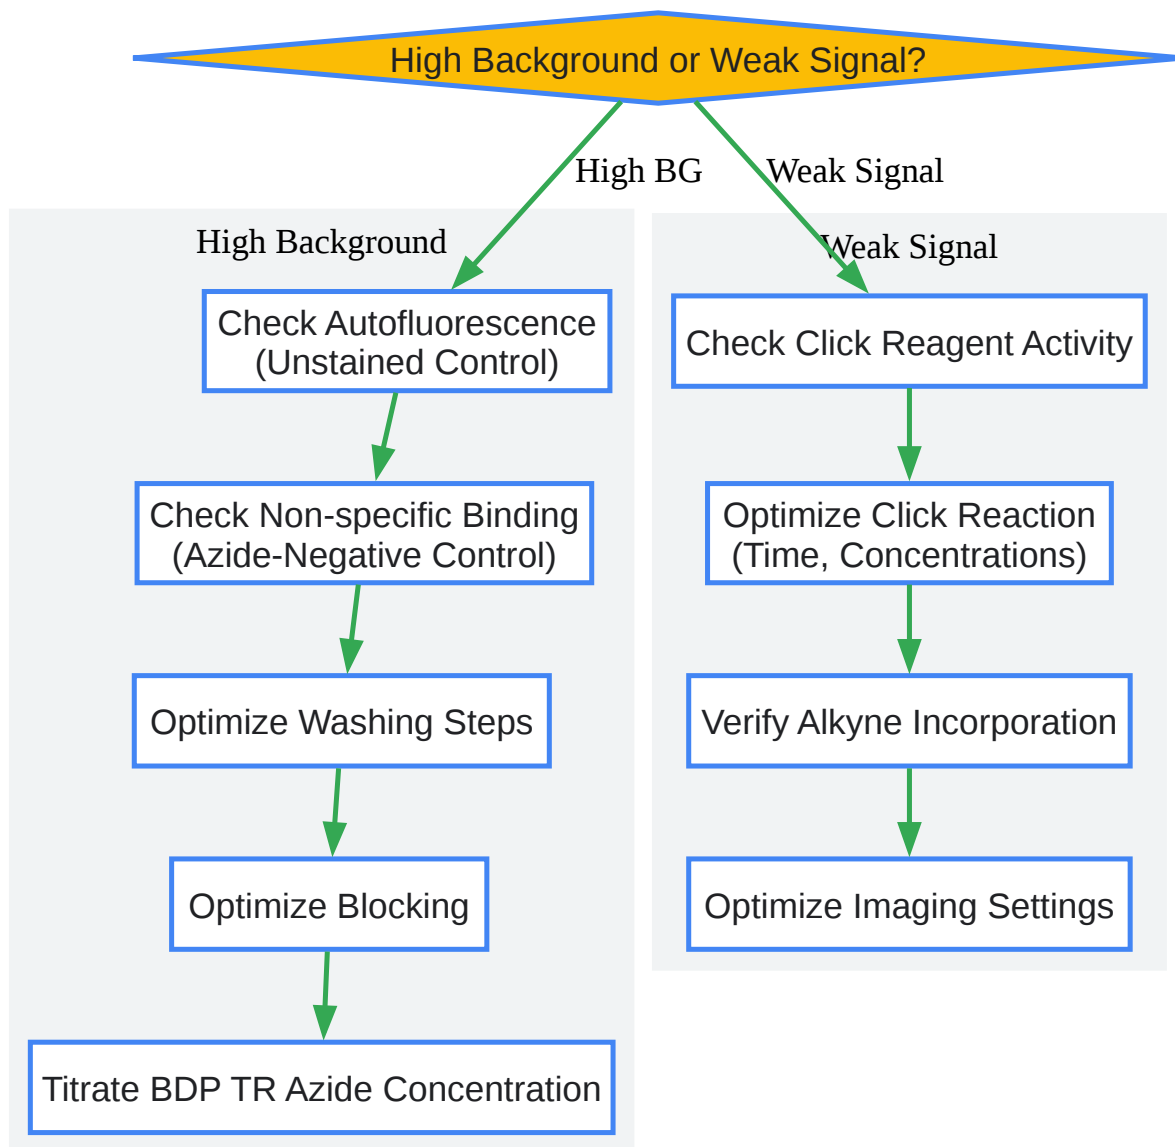 High Background or Weak Signal?
High BG
Weak Signal
High Background
Check Autofluorescence
(Unstained Control)
Check Non-specific Binding
(Azide-Negative Control)
Optimize Washing Steps
Optimize Blocking
Titrate BDP TR Azide Concentration
Weak Signal
Check Click Reagent Activity
Optimize Click Reaction
(Time, Concentrations)
Verify Alkyne Incorporation
Optimize Imaging Settings